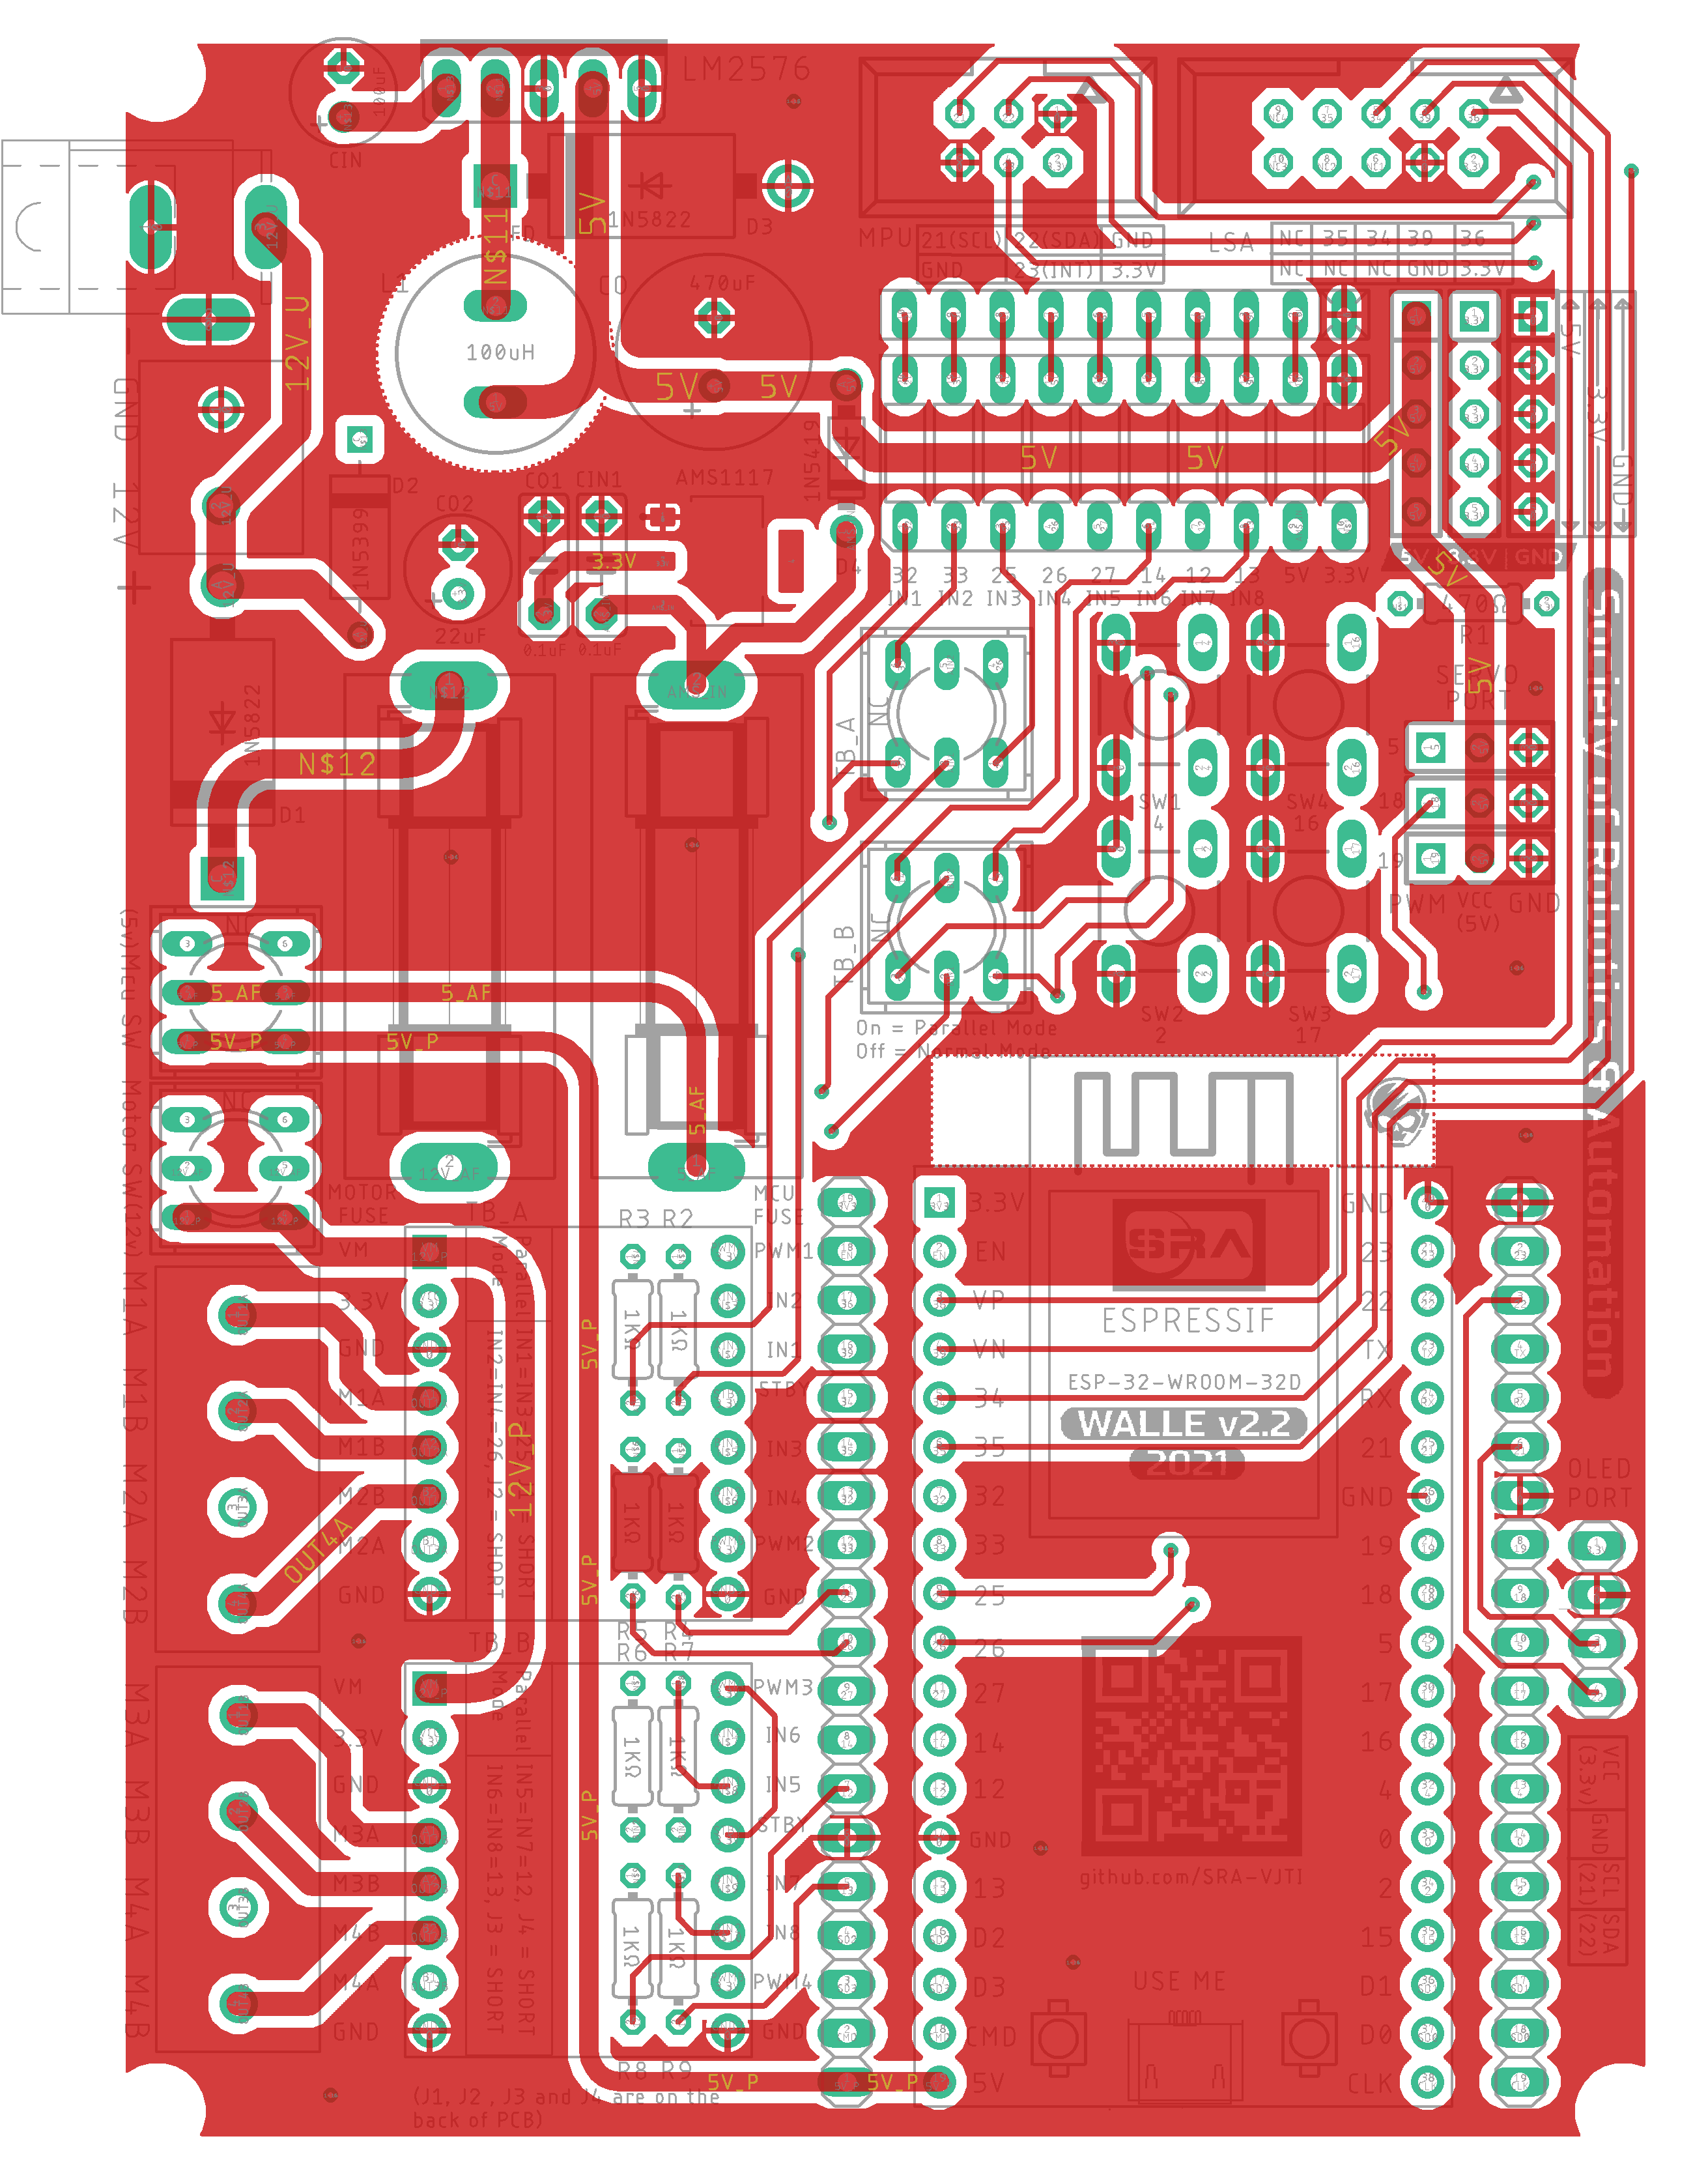 LM2576
100uF
CIN
1N5822
D3
N$11
5V
12V_U
L1
100uH
CO
470uF
5V
5V
MPU
21(SCL) 22(SDA) GND
GND 23(INT) 3.3V
LSA
NC 35 34 39 36
NC NC NC GND 3.3V
5V
3.3V
GND
GND 12V
D2
1N5399
CO2
22uF
CO1
CIN1
0.1uF
0.1uF
AMS1117
3.3V
1N5419
D4
5V
5V
5V
32 33 25 26 27 14 12 13 5V 3.3V
IN1 IN2 IN3 IN4 IN5 IN6 IN7 IN8
5V 3.3V GND
5V
470Ω
R1
5V
SERVO
PORT
5
18
19
PWM VCC GND
(5V)
1N5822
D1
N$12
N$12
AMS_IN
TB_A
NC
TB_B
NC
SW1
4
SW4
16
SW2
2
SW3
17
On = Parallel Mode
Off = Normal Mode
Society of Robotics & Automation
(5v)Mcu SW
NC
5_AF
5_AF
5V_P
5V_P
5_AF
Motor SW(12v)
NC
12V_AF
MOTOR
FUSE
MCU
FUSE
TB_A
R3 R2
M1A
M1B
M2A
M2B
VM
3.3V
GND
M1A
M1B
M2B
M2A
GND
Parallel IN1=IN3=25, J1 = SHORT
Mode IN2=IN4=26, J2 = SHORT
12V_P
OUT4A
5V_P
5V_P
5V_P
1KΩ
1KΩ
1KΩ
1KΩ
PWM1
IN2
IN1
STBY
IN3
IN4
PWM2
GND
R5 R4
R6 R7
TB_B
M3A
M3B
M4A
M4B
VM
3.3V
GND
M3A
M3B
M4B
M4A
GND
Parallel IN5=IN7=12, J4 = SHORT
Mode IN6=IN8=13, J3 = SHORT
1KΩ
1KΩ
1KΩ
1KΩ
PWM3
IN6
IN5
STBY
IN7
IN8
PWM4
GND
R8 R9
5V_P
5V_P
(J1, J2 , J3 and J4 are on the
back of PCB)
3.3V
EN
VP
VN
34
35
32
33
25
26
27
14
12
GND
13
D2
D3
CMD
5V
SRA
ESPRESSIF
ESP-32-WROOM-32D
WALLE v2.2
2021
github.com/SRA-VJTI
USE ME
GND
23
22
TX
RX
21
GND
19
18
5
17
16
4
0
2
15
D1
D0
CLK
OLED
PORT
VCC
(3.3v)
GND
SCL
(21)
SDA
(22)